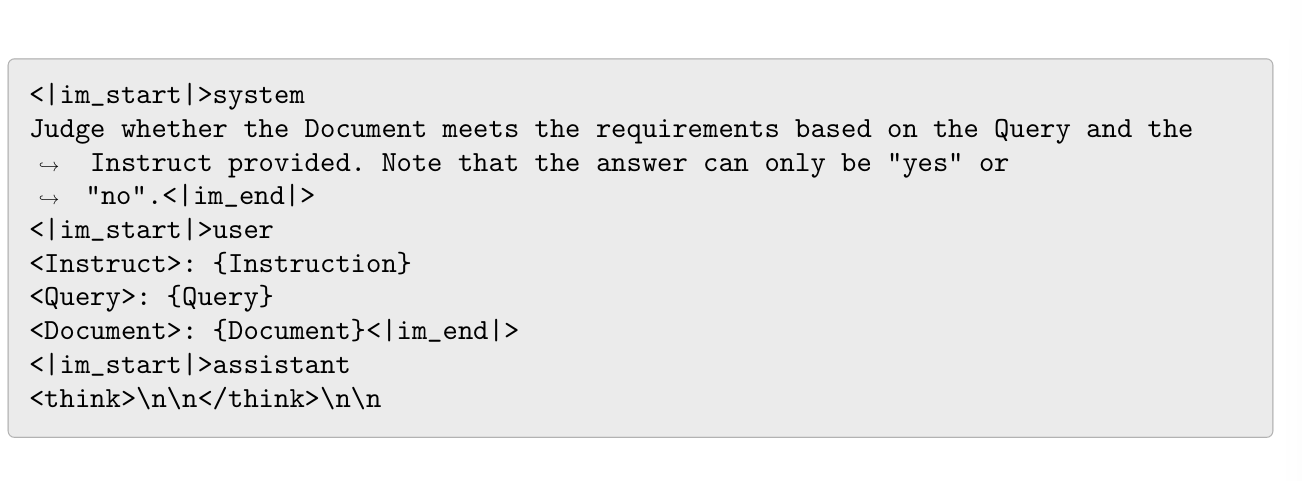 <|im_start|>system
Judge whether the Document meets the requirements based on the Query and the
↪ Instruct provided. Note that the answer can only be "yes" or
↪ "no".<|im_end|>
<|im_start|>user
<Instruct>: {Instruction}
<Query>: {Query}
<Document>: {Document}<|im_end|>
<|im_start|>assistant
<think>\n\n</think>\n\n